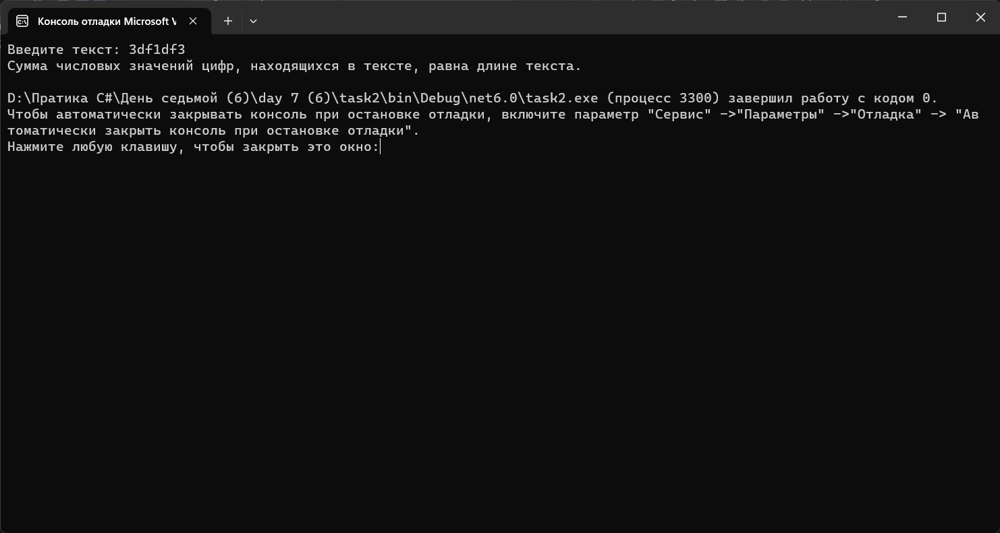 Консоль отладки Microsoft V
Введите текст: 3df1df3
Сумма числовых значений цифр, находящихся в тексте, равна длине текста.
D:\Пратика C#\День седьмой (6)\day 7 (6)\task2\bin\Debug\net6.0\task2.exe (процесс 3300) завершил работу с кодом 0.
Чтобы автоматически закрывать консоль при остановке отладки, включите параметр "Сервис" ->"Параметры" ->"Отладка" -> "Ав
томатически закрыть консоль при остановке отладки".
Нажмите любую клавишу, чтобы закрыть это окно: